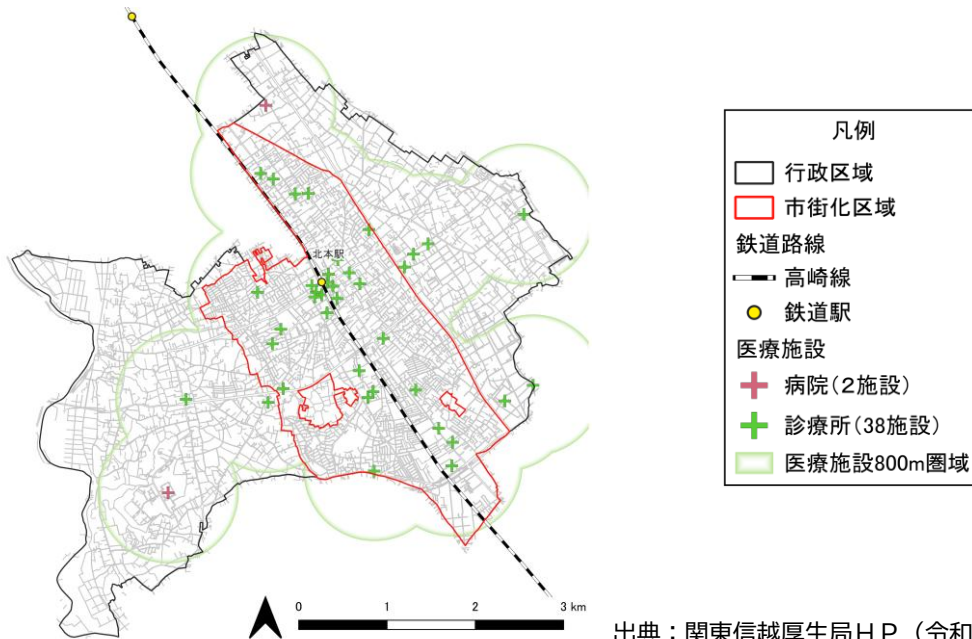 北本駅
0 1 2 3 km
凡例
行政区域
市街化区域
鉄道路線
高崎線
鉄道駅
医療施設
病院(2施設)
診療所(38施設)
医療施設800m圏域
出典：関東信越厚生局HP（令和